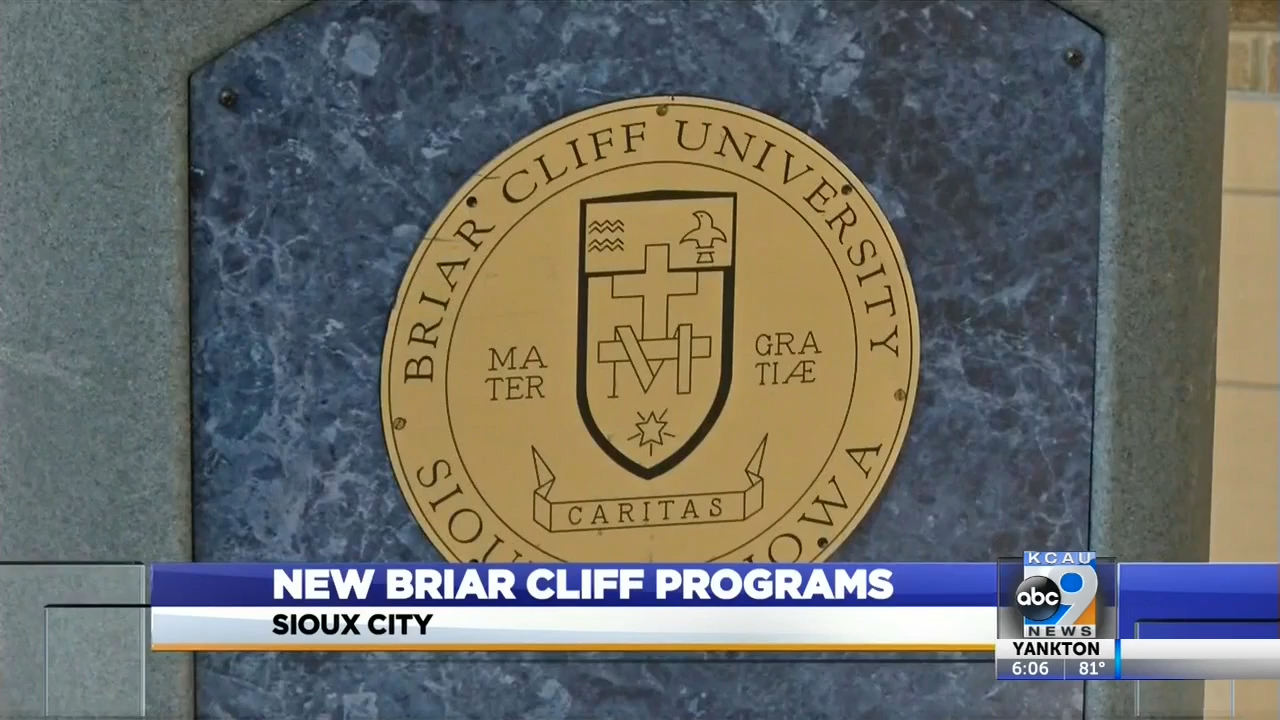 BRIAR CLIFF UNIVERSITY
MA
TER
GRA
TIÆ
CARITAS
IOWA
NEW BRIAR CLIFF PROGRAMS
SIOUX CITY
KCAU
abc 9
NEWS
YANKTON
6:06 81°